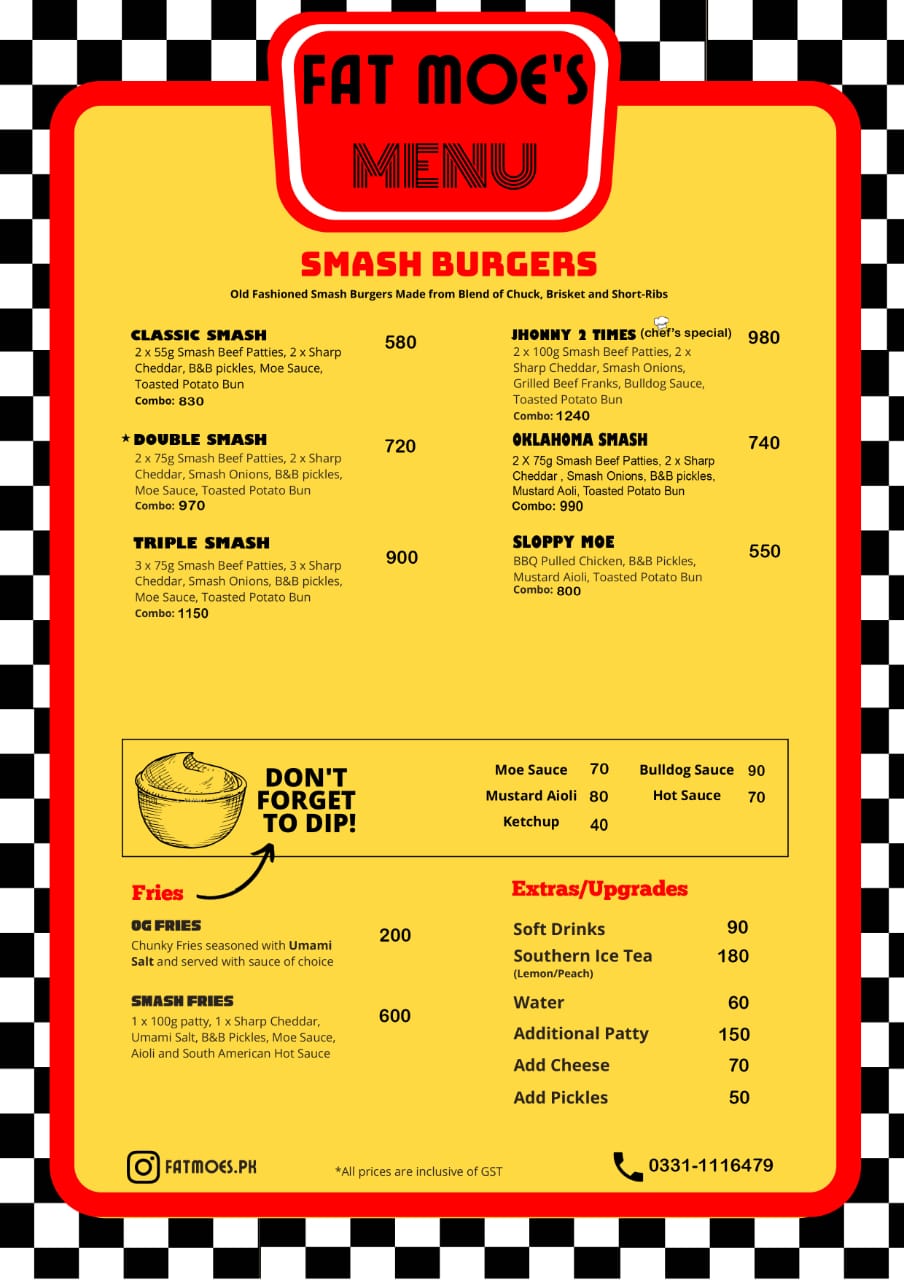 FAT MOE'S
MENU
SMASH BURGERS
Old Fashioned Smash Burgers Made from Blend of Chuck, Brisket and Short-Ribs
CLASSIC SMASH 580
2 x 55g Smash Beef Patties, 2 x Sharp
Cheddar, B&B pickles, Moe Sauce,
Toasted Potato Bun
Combo: 830
★ DOUBLE SMASH 720
2 x 75g Smash Beef Patties, 2 x Sharp
Cheddar, Smash Onions, B&B pickles,
Moe Sauce, Toasted Potato Bun
Combo: 970
TRIPLE SMASH 900
3 x 75g Smash Beef Patties, 3 x Sharp
Cheddar, Smash Onions, B&B pickles,
Moe Sauce, Toasted Potato Bun
Combo: 1150
JHONNY 2 TIMES (chef's special) 980
2 x 100g Smash Beef Patties, 2 x
Sharp Cheddar, Smash Onions,
Grilled Beef Franks, Bulldog Sauce,
Toasted Potato Bun
Combo: 1240
OKLAHOMA SMASH 740
2 X 75g Smash Beef Patties, 2 x Sharp
Cheddar , Smash Onions, B&B pickles,
Mustard Aoli, Toasted Potato Bun
Combo: 990
SLOPPY MOE 550
BBQ Pulled Chicken, B&B Pickles,
Mustard Aioli, Toasted Potato Bun
Combo: 800
DON'T
FORGET
TO DIP!
Moe Sauce 70
Mustard Aioli 80
Ketchup 40
Bulldog Sauce 90
Hot Sauce 70
Fries
OG FRIES 200
Chunky Fries seasoned with Umami
Salt and served with sauce of choice
SMASH FRIES 600
1 x 100g patty, 1 x Sharp Cheddar,
Umami Salt, B&B Pickles, Moe Sauce,
Aioli and South American Hot Sauce
Extras/Upgrades
Soft Drinks 90
Southern Ice Tea 180
(Lemon/Peach)
Water 60
Additional Patty 150
Add Cheese 70
Add Pickles 50
FATMOES.PK
*All prices are inclusive of GST
0331-1116479